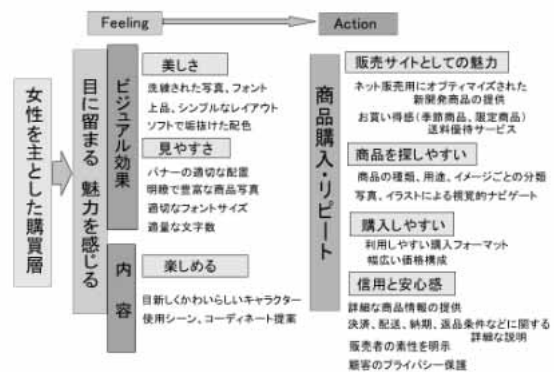 Feeling
Action
女性を主とした購買層
目に留まる 魅力を感じる
ビジュアル効果
美しさ
洗練された写真、フォント
上品、シンプルなレイアウト
ソフトで垢抜けた配色
見やすさ
バナーの適切な配置
明瞭で豊富な商品写真
適切なフォントサイズ
適量な文字数
内容
楽しめる
目新しくかわいらしいキャラクター
使用シーン、コーディネート提案
商品購入・リピート
販売サイトとしての魅力
ネット販売用にオプティマイズされた
新開発商品の提供
お買い得感(季節商品、限定商品)
送料優待サービス
商品を探しやすい
商品の種類、用途、イメージごとの分類
写真、イラストによる視覚的ナビゲート
購入しやすい
利用しやすい購入フォーマット
幅広い価格構成
信用と安心感
詳細な商品情報の提供
決済、配送、納期、返品条件などに関する
詳細な説明
販売者の素性を明示
顧客のプライバシー保護